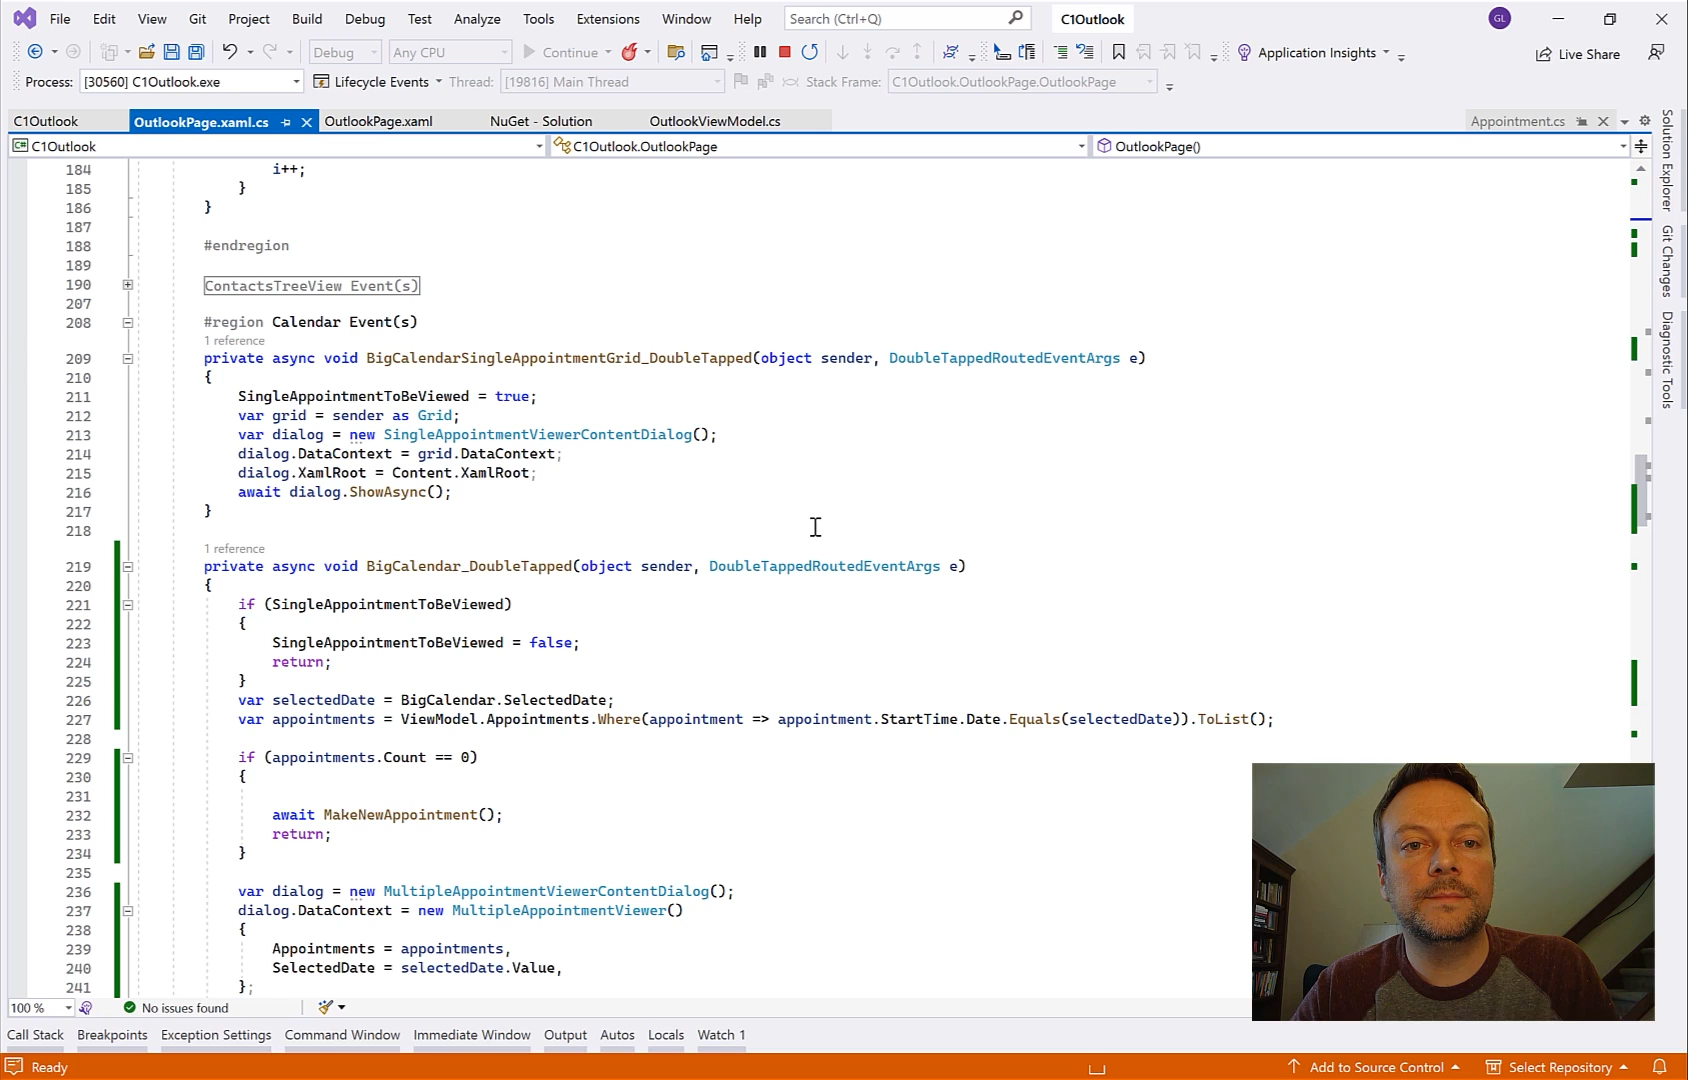 File Edit View Git Project Build Debug Test Analyze Tools Extensions Window Help Search (Ctrl+Q) C1Outlook GL
Debug Any CPU Continue Application Insights Live Share
Process: [30560] C1Outlook.exe Lifecycle Events Thread: [19816] Main Thread Stack Frame: C1Outlook.OutlookPage.OutlookPage
C1Outlook OutlookPage.xaml.cs OutlookPage.xaml NuGet - Solution OutlookViewModel.cs Appointment.cs
C1Outlook C1Outlook.OutlookPage OutlookPage()
184 i++;
185 }
186 }
187
188 #endregion
189
190 ContactsTreeView Event(s)
207
208 #region Calendar Event(s)
1 reference
209 private async void BigCalendarSingleAppointmentGrid_DoubleTapped(object sender, DoubleTappedRoutedEventArgs e)
210 {
211 SingleAppointmentToBeViewed = true;
212 var grid = sender as Grid;
213 var dialog = new SingleAppointmentViewerContentDialog();
214 dialog.DataContext = grid.DataContext;
215 dialog.XamlRoot = Content.XamlRoot;
216 await dialog.ShowAsync();
217 }
218
1 reference
219 private async void BigCalendar_DoubleTapped(object sender, DoubleTappedRoutedEventArgs e)
220 {
221 if (SingleAppointmentToBeViewed)
222 {
223 SingleAppointmentToBeViewed = false;
224 return;
225 }
226 var selectedDate = BigCalendar.SelectedDate;
227 var appointments = ViewModel.Appointments.Where(appointment => appointment.StartTime.Date.Equals(selectedDate)).ToList();
228
229 if (appointments.Count == 0)
230 {
231
232 await MakeNewAppointment();
233 return;
234 }
235
236 var dialog = new MultipleAppointmentViewerContentDialog();
237 dialog.DataContext = new MultipleAppointmentViewer()
238 {
239 Appointments = appointments,
240 SelectedDate = selectedDate.Value,
241 };
Solution Explorer
Git Changes
Diagnostic Tools
100 % No issues found
Call Stack Breakpoints Exception Settings Command Window Immediate Window Output Autos Locals Watch 1
Ready Add to Source Control Select Repository